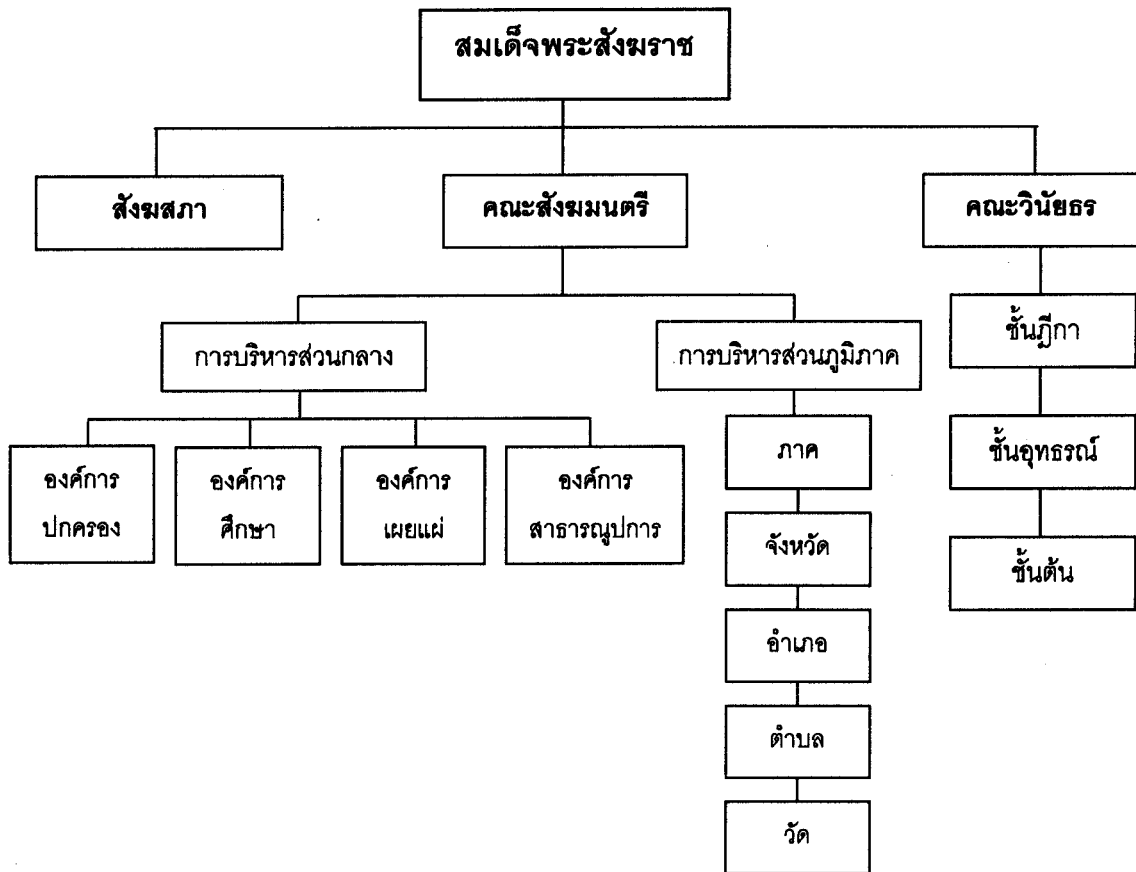 สมเด็จพระสังฆราช
สังฆสภา
คณะสังฆมนตรี
คณะวินัยธร
การบริหารส่วนกลาง
การบริหารส่วนภูมิภาค
ชั้นฎีกา
องค์การ
ปกครอง
องค์การ
ศึกษา
องค์การ
เผยแผ่
องค์การ
สาธารณูปการ
ภาค
ชั้นอุทธรณ์
จังหวัด
ชั้นต้น
อำเภอ
ตำบล
วัด